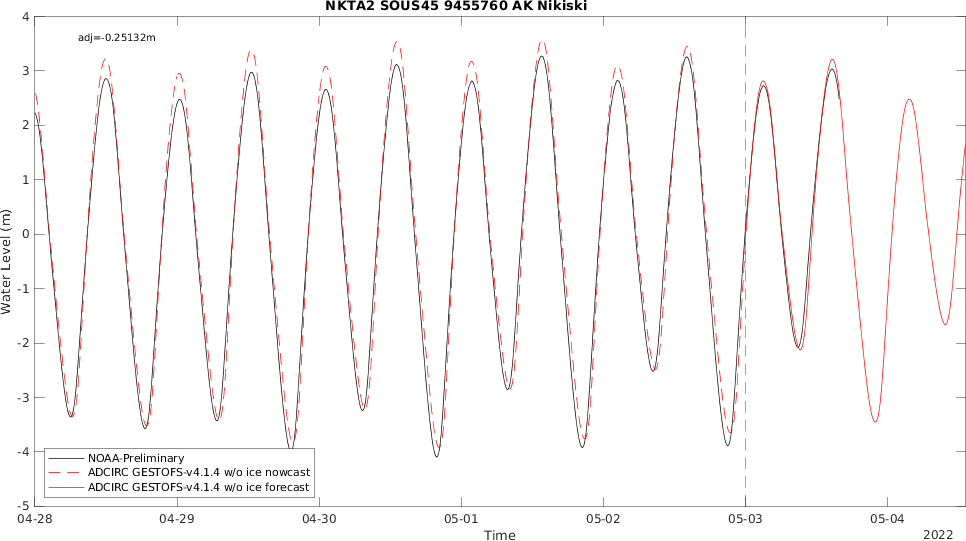 NKTA2 SOUS45 9455760 AK Nikiski
adj=-0.25132m
4
3
2
1
0
-1
-2
-3
-4
-5
Water Level (m)
NOAA-Preliminary
ADCIRC GESTOFS-v4.1.4 w/o ice nowcast
ADCIRC GESTOFS-v4.1.4 w/o ice forecast
04-28 04-29 04-30 05-01 05-02 05-03 05-04
Time
2022